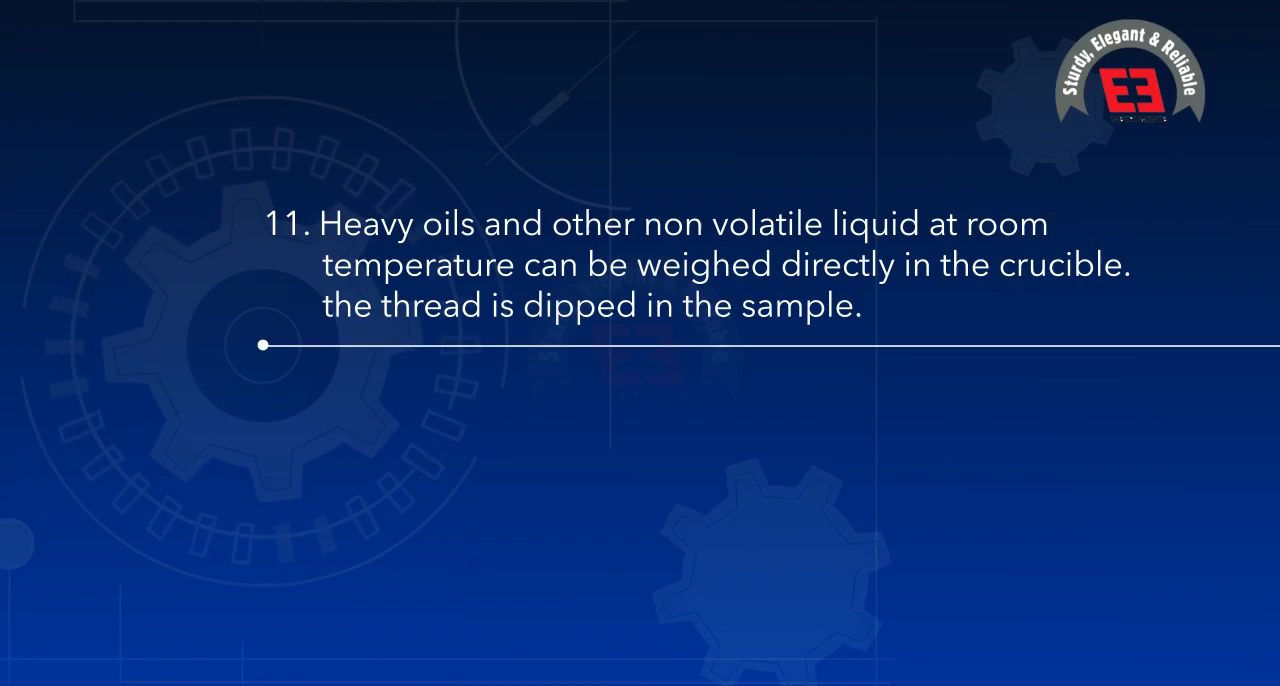 Sturdy, Elegant & Reliable
11. Heavy oils and other non volatile liquid at room
temperature can be weighed directly in the crucible.
the thread is dipped in the sample.